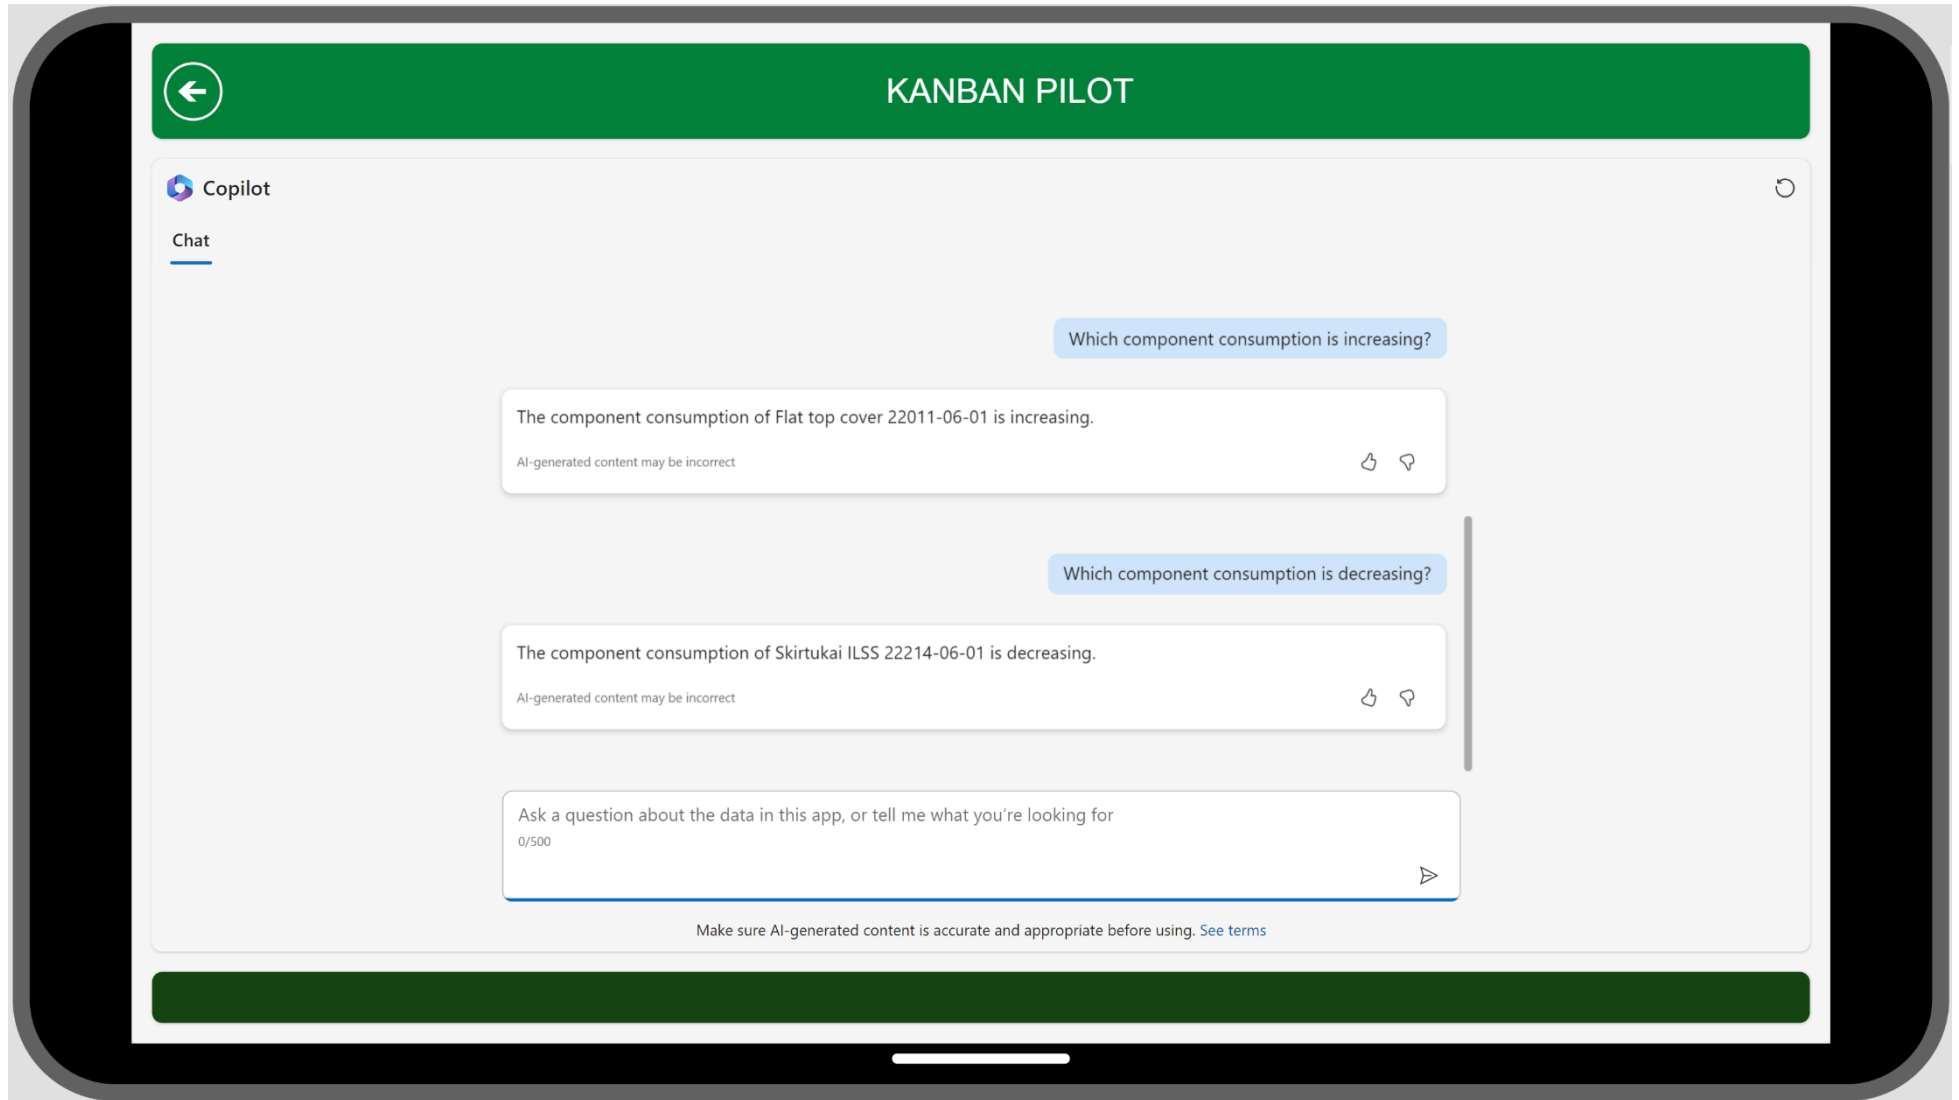 KANBAN PILOT
Copilot
Chat
Which component consumption is increasing?
The component consumption of Flat top cover 22011-06-01 is increasing.
AI-generated content may be incorrect
Which component consumption is decreasing?
The component consumption of Skirtukai ILSS 22214-06-01 is decreasing.
AI-generated content may be incorrect
Ask a question about the data in this app, or tell me what you're looking for
0/500
Make sure AI-generated content is accurate and appropriate before using. See terms